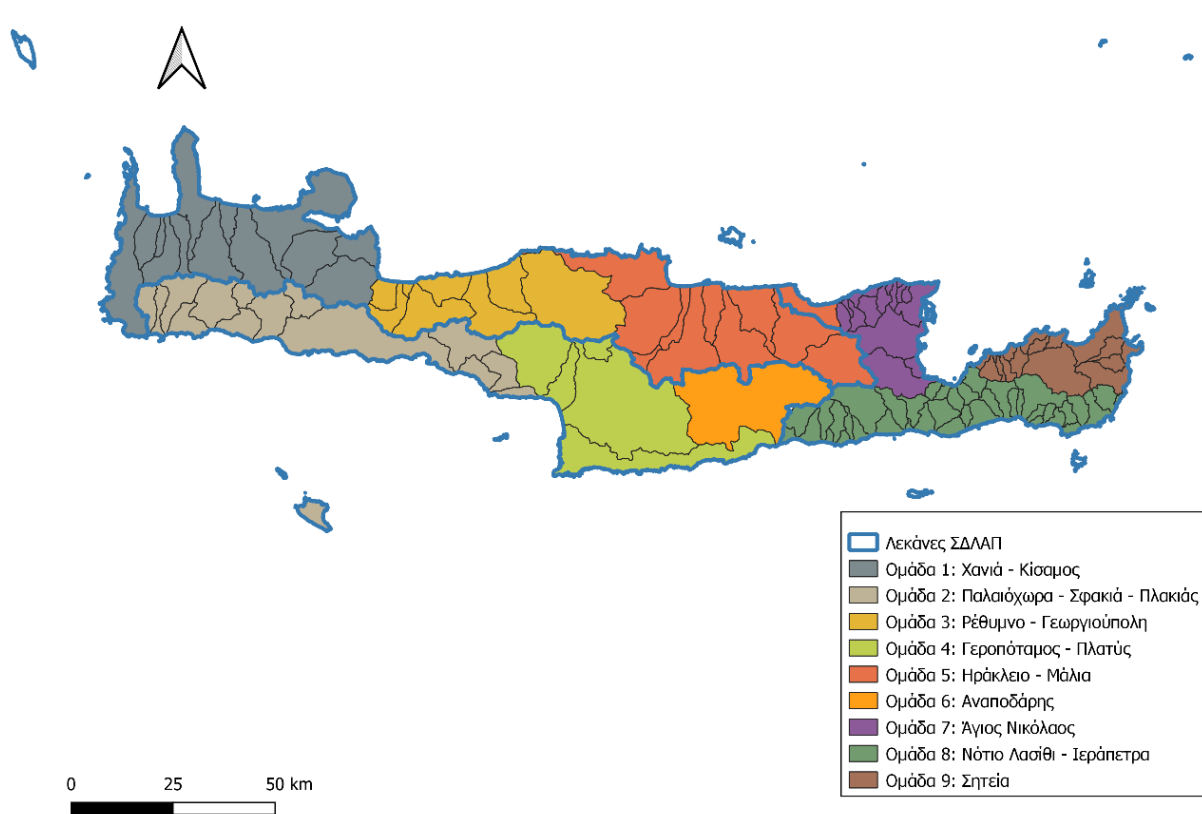 Λεκάνες ΣΔΛΑΠ
Ομάδα 1: Χανιά - Κίσαμος
Ομάδα 2: Παλαιόχωρα - Σφακιά - Πλακιάς
Ομάδα 3: Ρέθυμνο - Γεωργιούπολη
Ομάδα 4: Γεροπόταμος - Πλατύς
Ομάδα 5: Ηράκλειο - Μάλια
Ομάδα 6: Αναποδάρης
Ομάδα 7: Άγιος Νικόλαος
Ομάδα 8: Νότιο Λασίθι - Ιεράπετρα
Ομάδα 9: Σητεία
0 25 50 km